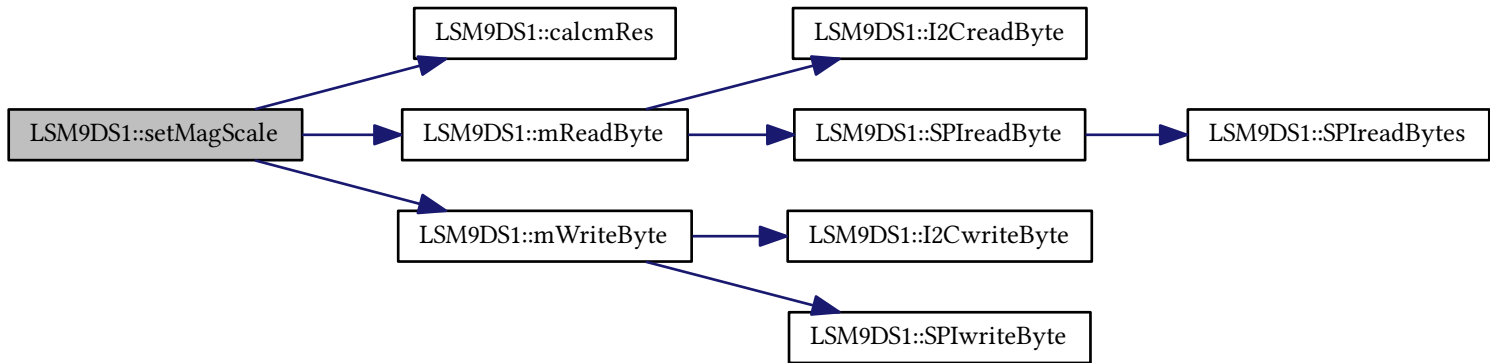 LSM9DS1::calcmRes
LSM9DS1::I2CreadByte
LSM9DS1::setMagScale
LSM9DS1::mReadByte
LSM9DS1::SPIreadByte
LSM9DS1::SPIreadBytes
LSM9DS1::mWriteByte
LSM9DS1::I2CwriteByte
LSM9DS1::SPIwriteByte